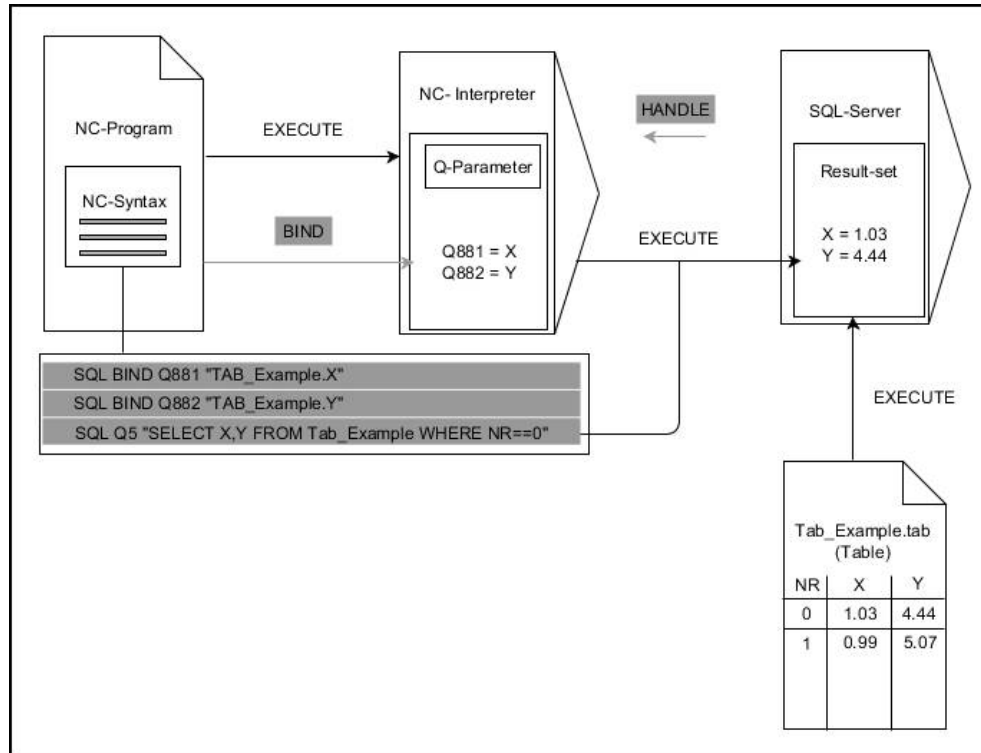 NC-Program
NC-Syntax
EXECUTE
BIND
NC- Interpreter
Q-Parameter
Q881 = X
Q882 = Y
HANDLE
EXECUTE
SQL-Server
Result-set
X = 1.03
Y = 4.44
SQL BIND Q881 "TAB_Example.X"
SQL BIND Q882 "TAB_Example.Y"
SQL Q5 "SELECT X,Y FROM Tab_Example WHERE NR==0"
EXECUTE
Tab_Example.tab
(Table)
NR X Y
0 1.03 4.44
1 0.99 5.07